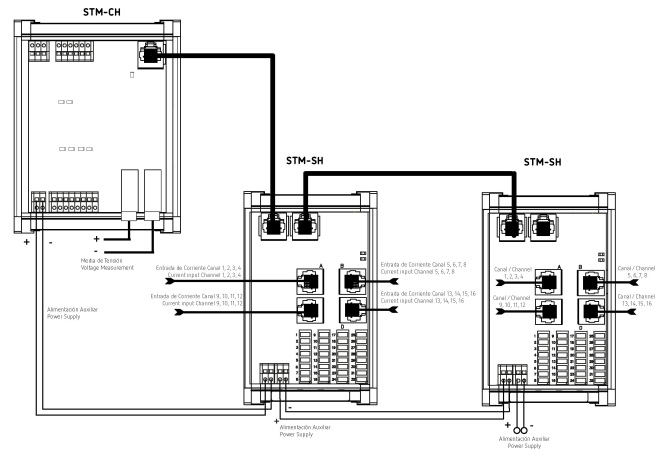 STM-CH
STM-SH
STM-SH
+ -
+
-
Media de Tensión
Voltage Measurement
Alimentación Auxiliar
Power Supply
Entrada de Corriente Canal 1, 2, 3, 4
Current input Channel 1, 2, 3, 4
Entrada de Corriente Canal 9, 10, 11, 12
Current input Channel 9, 10, 11, 12
A
B
D
Entrada de Corriente Canal 5, 6, 7, 8
Current input Channel 5, 6, 7, 8
Entrada de Corriente Canal 13, 14, 15, 16
Current input Channel 13, 14, 15, 16
Canal / Channel
1, 2, 3, 4
Canal / Channel
9, 10, 11, 12
A
D
Canal / Channel
5, 6, 7, 8
Canal / Channel
13, 14, 15, 16
+ -
Alimentación Auxiliar
Power Supply
+ -
Alimentación Auxiliar
Power Supply